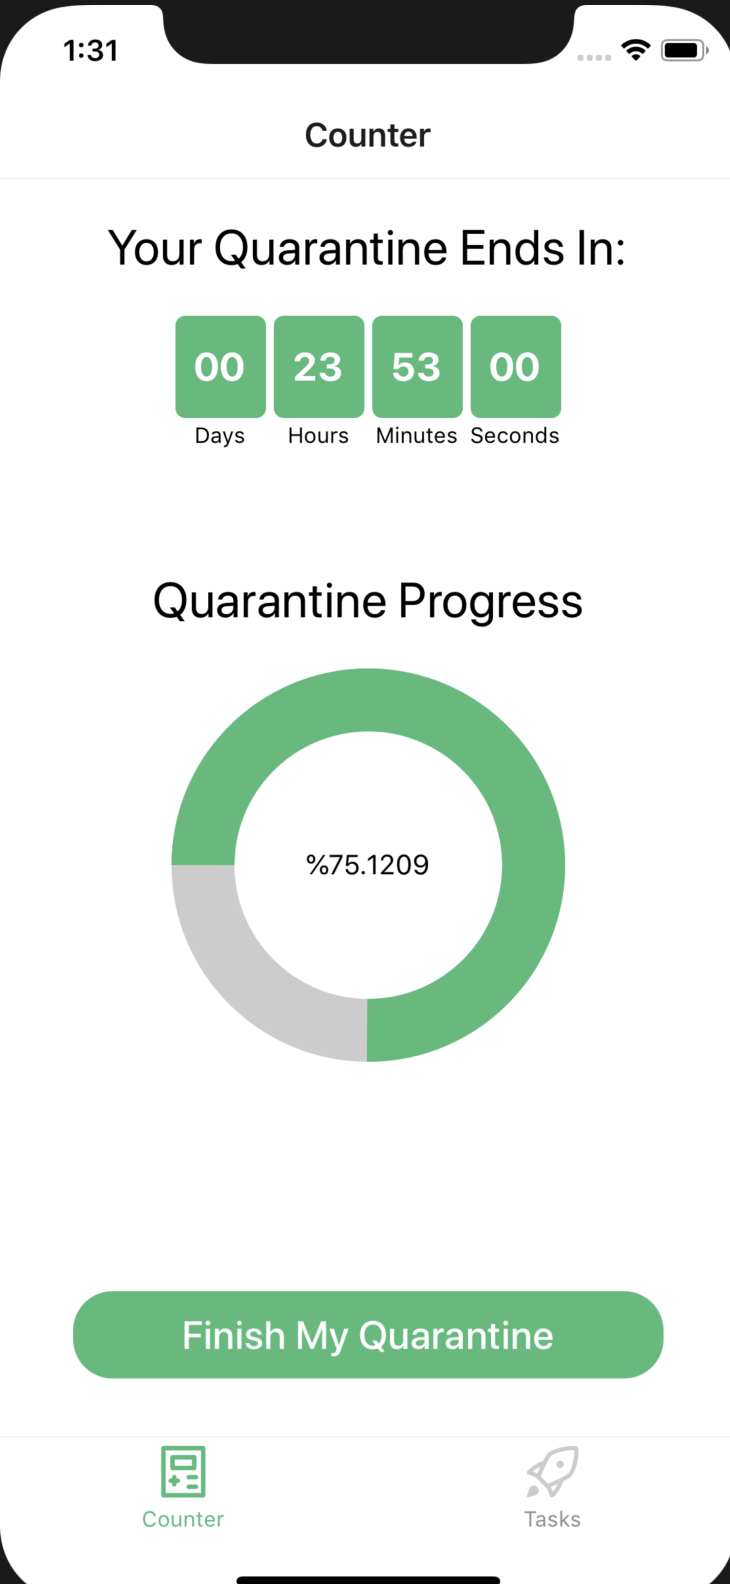 1:31
Counter
Your Quarantine Ends In:
00 23 53 00
Days Hours Minutes Seconds
Quarantine Progress
%75.1209
Finish My Quarantine
Counter Tasks